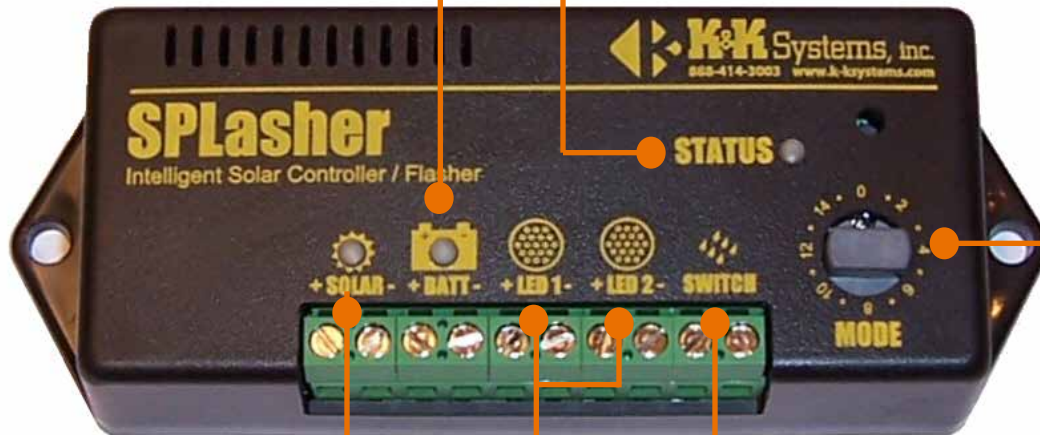 K&K Systems, inc.
868-414-3003 www.k-ksystems.com
SPLasher
Intelligent Solar Controller / Flasher
STATUS
0
2
4
6
8
10
12
14
MODE
+ SOLAR - + BATT - + LED 1 - + LED 2 - SWITCH